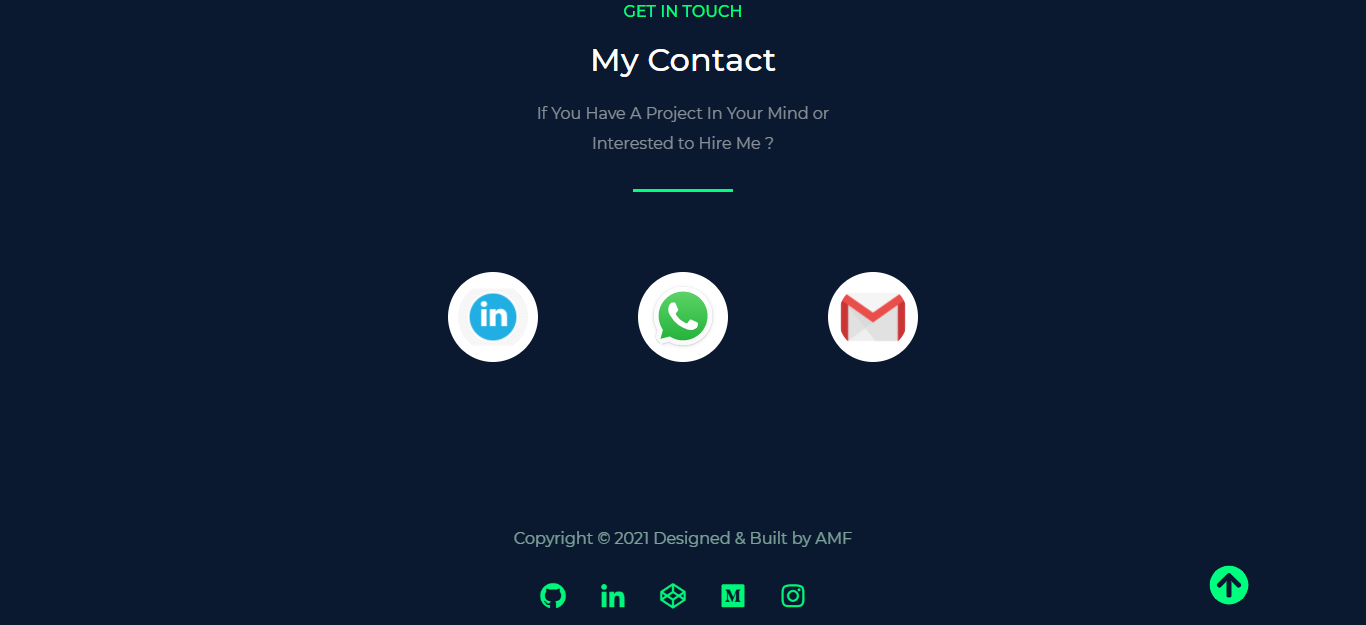 GET IN TOUCH
My Contact
If You Have A Project In Your Mind or
Interested to Hire Me ?
in
Copyright © 2021 Designed & Built by AMF
in
M